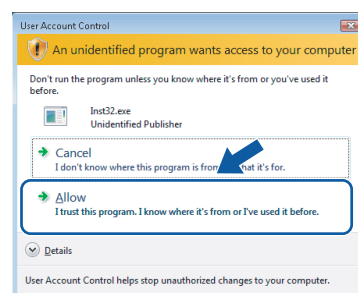 User Account Control
An unidentified program wants access to your computer
Don't run the program unless you know where it's from or you've used it
before.
Inst32.exe
Unidentified Publisher
Cancel
I don't know where this program is from hat it's for.
Allow
I trust this program. I know where it's from or I've used it before.
Details
User Account Control helps stop unauthorized changes to your computer.